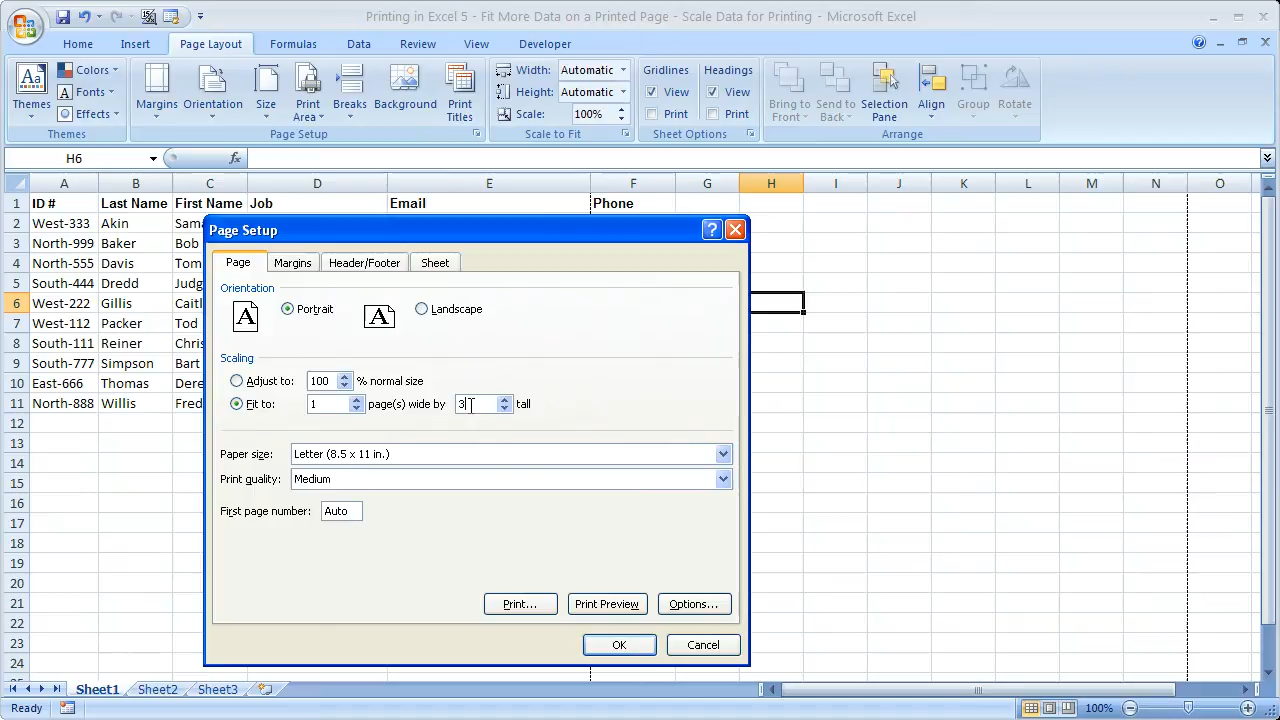 Printing in Excel 5 - Fit More Data on a Printed Page - Scale to Fit for Printing - Microsoft Excel
Home Insert Page Layout Formulas Data Review View Developer
Colors Width: Automatic Gridlines Headings
Fonts Height: Automatic View View
Themes Effects Margins Orientation Size Print Area Breaks Background Print Titles Scale: 100% Print Print Bring to Front Send to Back Selection Pane Align Group Rotate
Themes Page Setup Scale to Fit Sheet Options Arrange
H6 fx
A B C D E F G H I J K L M N O
1 ID # Last Name First Name Job Email Phone
2 West-333 Akin Sama
3 North-999 Baker Bob
4 North-555 Davis Tom
5 South-444 Dredd Judg
6 West-222 Gillis Caitl
7 West-112 Packer Tod
8 South-111 Reiner Chris
9 South-777 Simpson Bart
10 East-666 Thomas Dere
11 North-888 Willis Fred
12
13
14
15
16
17
18
19
20
21
22
23
24
Page Setup
Page Margins Header/Footer Sheet
Orientation
A Portrait A Landscape
Scaling
Adjust to: 100 % normal size
Fit to: 1 page(s) wide by 3 tall
Paper size: Letter (8.5 x 11 in.)
Print quality: Medium
First page number: Auto
Print... Print Preview Options...
OK Cancel
Sheet1 Sheet2 Sheet3
Ready 100%